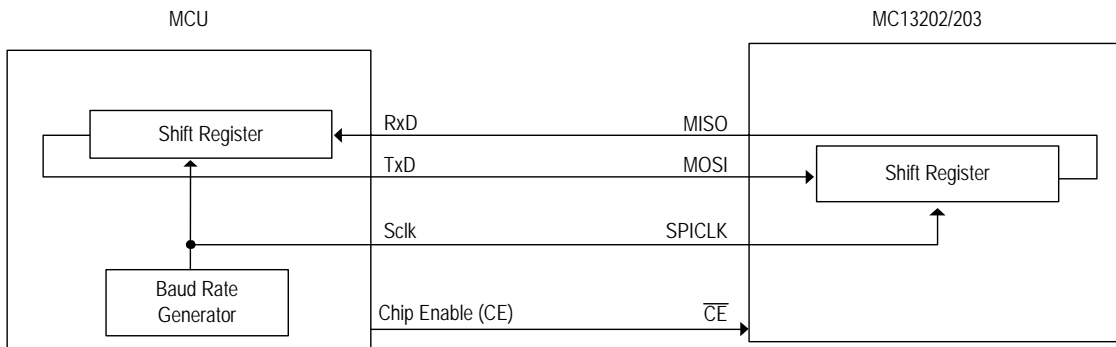 MCU
MC13202/203
Shift Register
RxD
MISO
TxD
MOSI
Shift Register
Sclk
SPICLK
Baud Rate
Generator
Chip Enable (CE)
C̅E̅